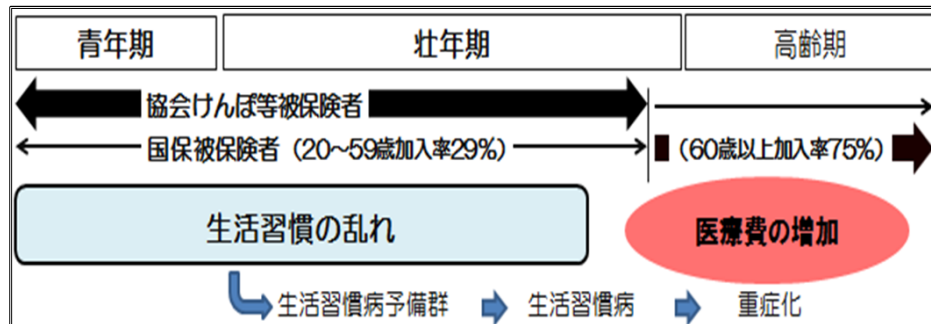 青年期 壮年期 高齢期
協会けんぽ等被保険者
国保被保険者（20～59歳加入率29%） （60歳以上加入率75%）
生活習慣の乱れ 医療費の増加
生活習慣病予備群 生活習慣病 重症化